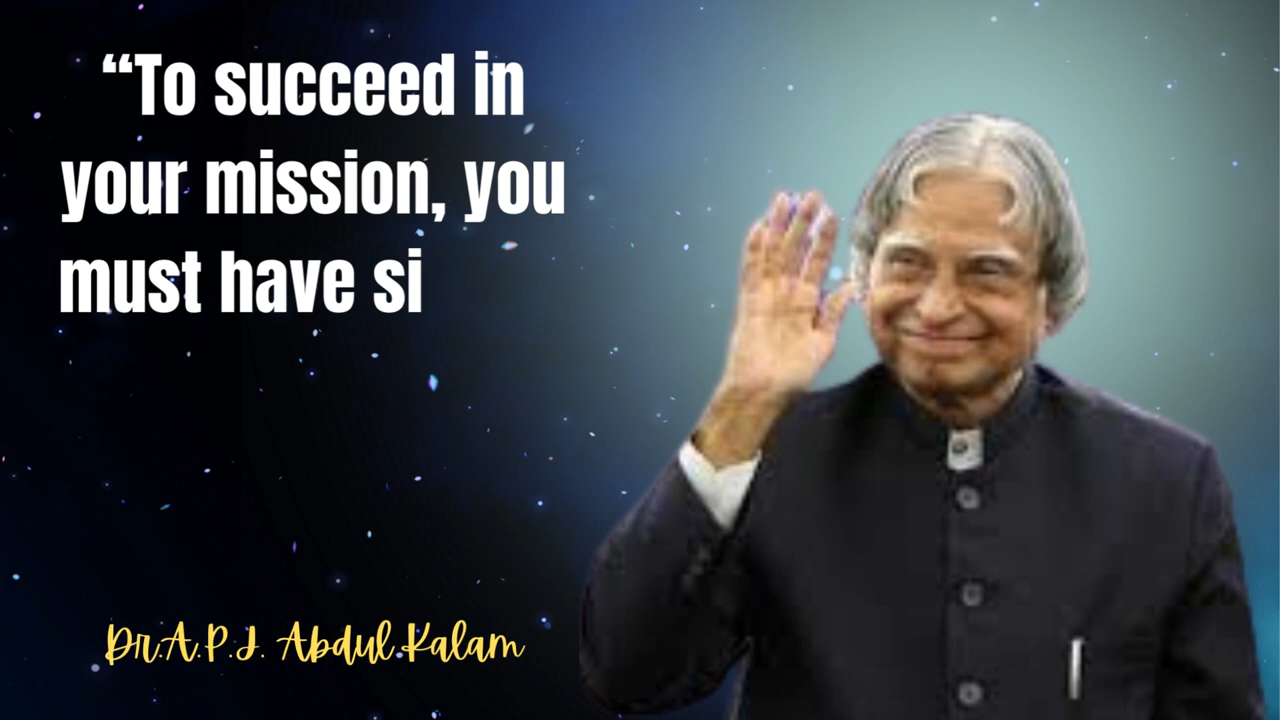 “To succeed in
your mission, you
must have si
Dr.A.P.J. Abdul Kalam